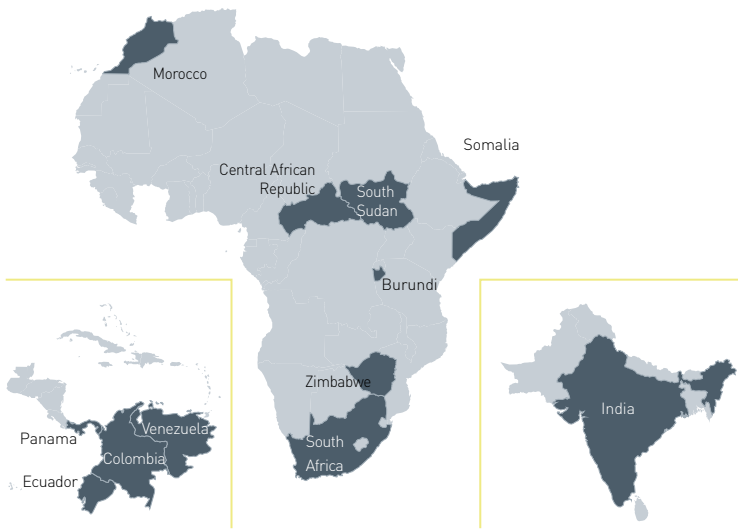 Morocco
Somalia
Central African
Republic
South
Sudan
Burundi
Zimbabwe
South
Africa
Panama
Venezuela
Colombia
Ecuador
India